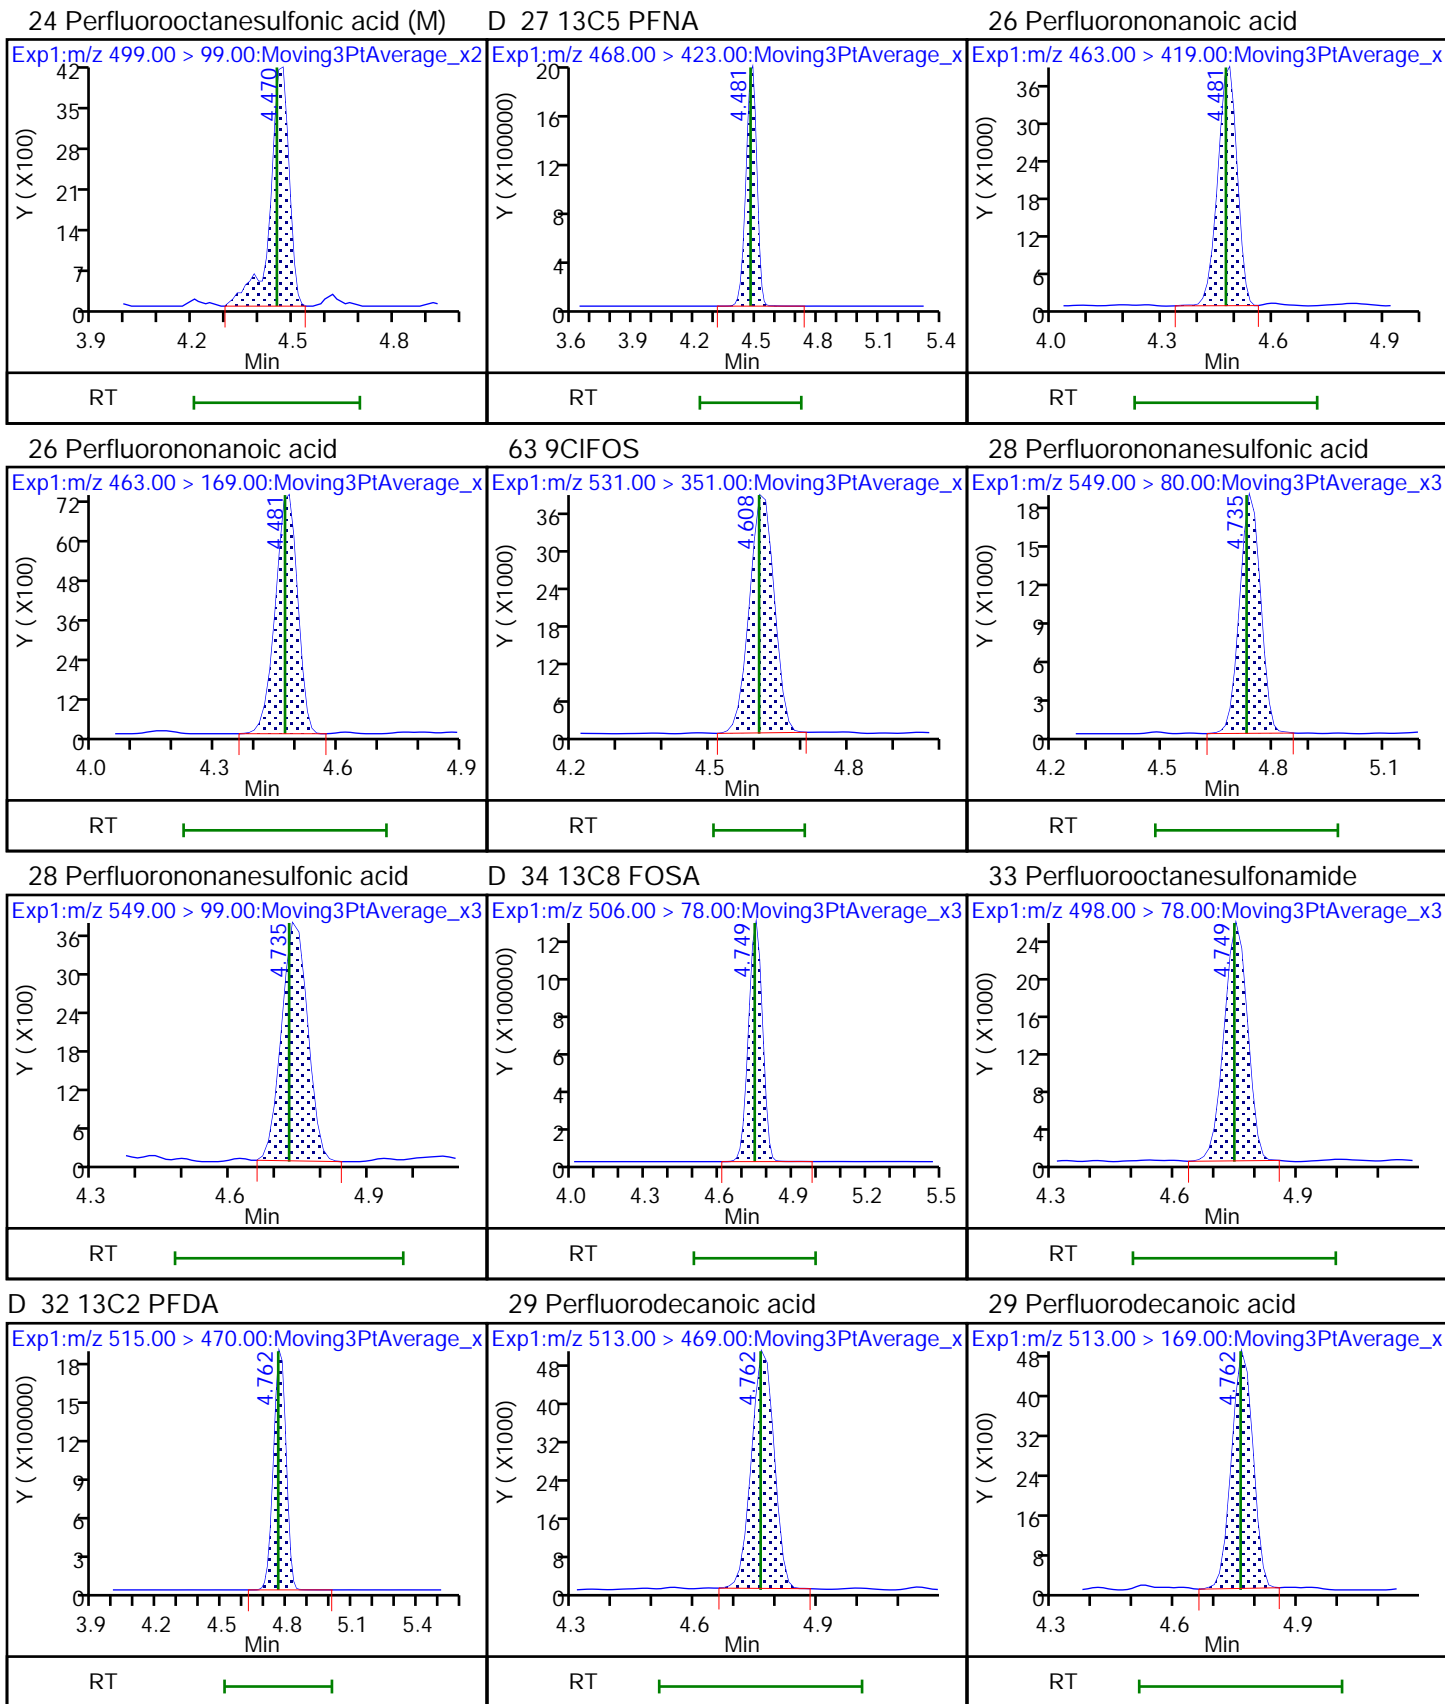 24 Perfluorooctanesulfonic acid (M)
Exp1:m/z 499.00 > 99.00:Moving3PtAverage_x2
4.470
Y ( X100)
42
35
28
21
14
7
0
3.9 4.2 4.5 4.8
Min
RT
D 27 13C5 PFNA
Exp1:m/z 468.00 > 423.00:Moving3PtAverage_x
4.481
Y ( X100000)
20
16
12
8
4
0
3.6 3.9 4.2 4.5 4.8 5.1 5.4
Min
RT
26 Perfluorononanoic acid
Exp1:m/z 463.00 > 419.00:Moving3PtAverage_x
4.481
Y ( X1000)
36
30
24
18
12
6
0
4.0 4.3 4.6 4.9
Min
RT
26 Perfluorononanoic acid
Exp1:m/z 463.00 > 169.00:Moving3PtAverage_x
4.481
Y ( X100)
72
60
48
36
24
12
0
4.0 4.3 4.6 4.9
Min
RT
63 9ClFOS
Exp1:m/z 531.00 > 351.00:Moving3PtAverage_x
4.608
Y ( X1000)
36
30
24
18
12
6
0
4.2 4.5 4.8
Min
RT
28 Perfluorononanesulfonic acid
Exp1:m/z 549.00 > 80.00:Moving3PtAverage_x3
4.735
Y ( X1000)
18
15
12
9
6
3
0
4.2 4.5 4.8 5.1
Min
RT
28 Perfluorononanesulfonic acid
Exp1:m/z 549.00 > 99.00:Moving3PtAverage_x3
4.735
Y ( X100)
36
30
24
18
12
6
0
4.3 4.6 4.9
Min
RT
D 34 13C8 FOSA
Exp1:m/z 506.00 > 78.00:Moving3PtAverage_x3
4.749
Y ( X100000)
12
10
8
6
4
2
0
4.0 4.3 4.6 4.9 5.2 5.5
Min
RT
33 Perfluorooctanesulfonamide
Exp1:m/z 498.00 > 78.00:Moving3PtAverage_x3
4.749
Y ( X1000)
24
20
16
12
8
4
0
4.3 4.6 4.9
Min
RT
D 32 13C2 PFDA
Exp1:m/z 515.00 > 470.00:Moving3PtAverage_x
4.762
Y ( X100000)
18
15
12
9
6
3
0
3.9 4.2 4.5 4.8 5.1 5.4
Min
RT
29 Perfluorodecanoic acid
Exp1:m/z 513.00 > 469.00:Moving3PtAverage_x
4.762
Y ( X1000)
48
40
32
24
16
8
0
4.3 4.6 4.9
Min
RT
29 Perfluorodecanoic acid
Exp1:m/z 513.00 > 169.00:Moving3PtAverage_x
4.762
Y ( X100)
48
40
32
24
16
8
0
4.3 4.6 4.9
Min
RT